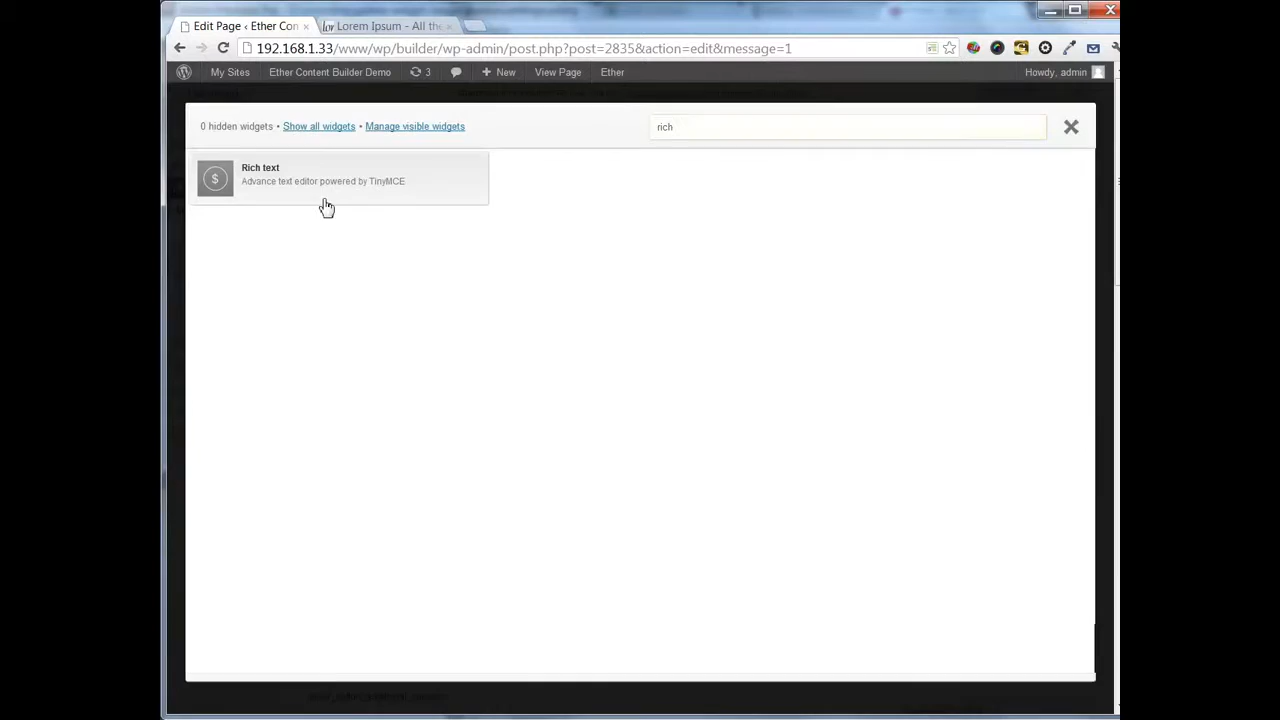 Edit Page ‹ Ether Con
Lorem Ipsum - All the
192.168.1.33/www/wp/builder/wp-admin/post.php?post=2835&action=edit&message=1
My Sites Ether Content Builder Demo 3 New View Page Ether Howdy, admin
0 hidden widgets • Show all widgets • Manage visible widgets
rich
Rich text
Advance text editor powered by TinyMCE